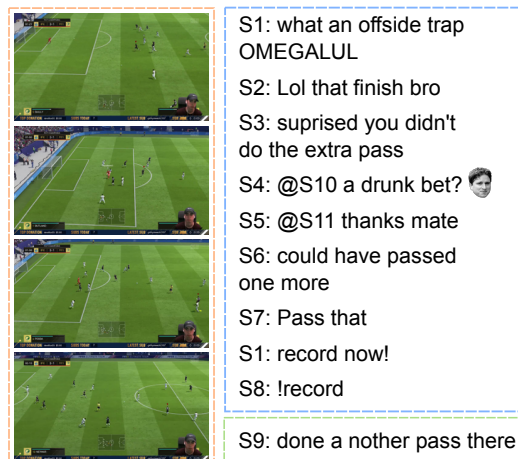 S1: what an offside trap
OMEGALUL
S2: Lol that finish bro
S3: suprised you didn't
do the extra pass
S4: @S10 a drunk bet?
S5: @S11 thanks mate
S6: could have passed
one more
S7: Pass that
S1: record now!
S8: !record
S9: done a nother pass there